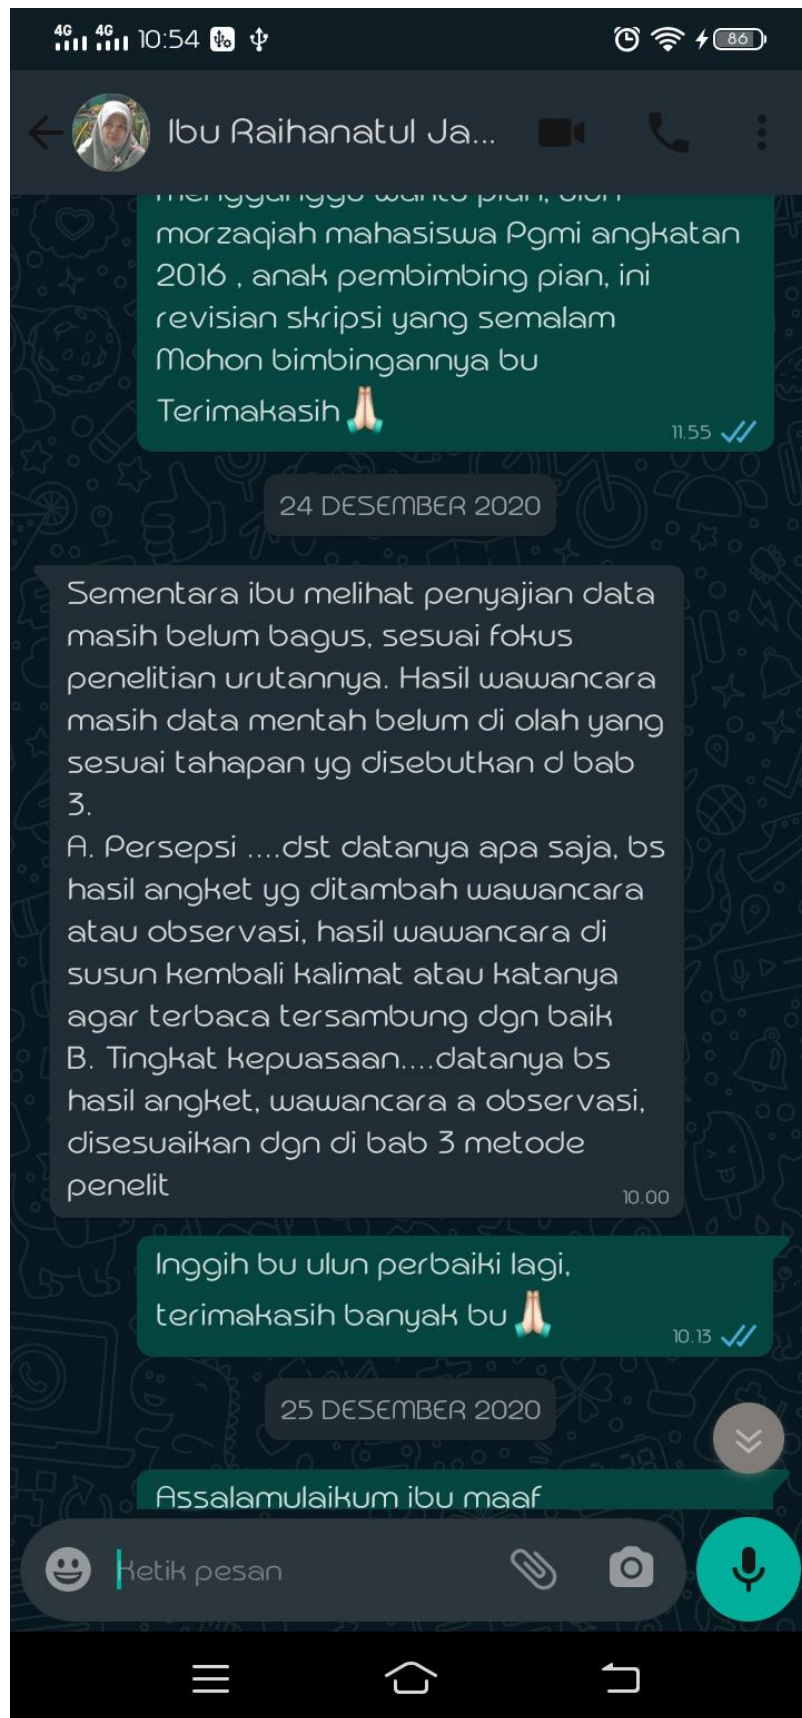 4G 4G 10:54 86
Ibu Raihanatul Ja...
mengganggu waktu pian, ulun
morzaqiah mahasiswa Pgmi angkatan
2016 , anak pembimbing pian, ini
revisian skripsi yang semalam
Mohon bimbingannya bu
Terimakasih🙏
11.55
24 DESEMBER 2020
Sementara ibu melihat penyajian data
masih belum bagus, sesuai fokus
penelitian urutannya. Hasil wawancara
masih data mentah belum di olah yang
sesuai tahapan yg disebutkan d bab
3.
A. Persepsi ....dst datanya apa saja, bs
hasil angket yg ditambah wawancara
atau observasi, hasil wawancara di
susun kembali kalimat atau katanya
agar terbaca tersambung dgn baik
B. Tingkat kepuasaan....datanya bs
hasil angket, wawancara a observasi,
disesuaikan dgn di bab 3 metode
penelit
10.00
Inggih bu ulun perbaiki lagi,
terimakasih banyak bu🙏
10.13
25 DESEMBER 2020
Assalamulaikum ibu maaf
Ketik pesan